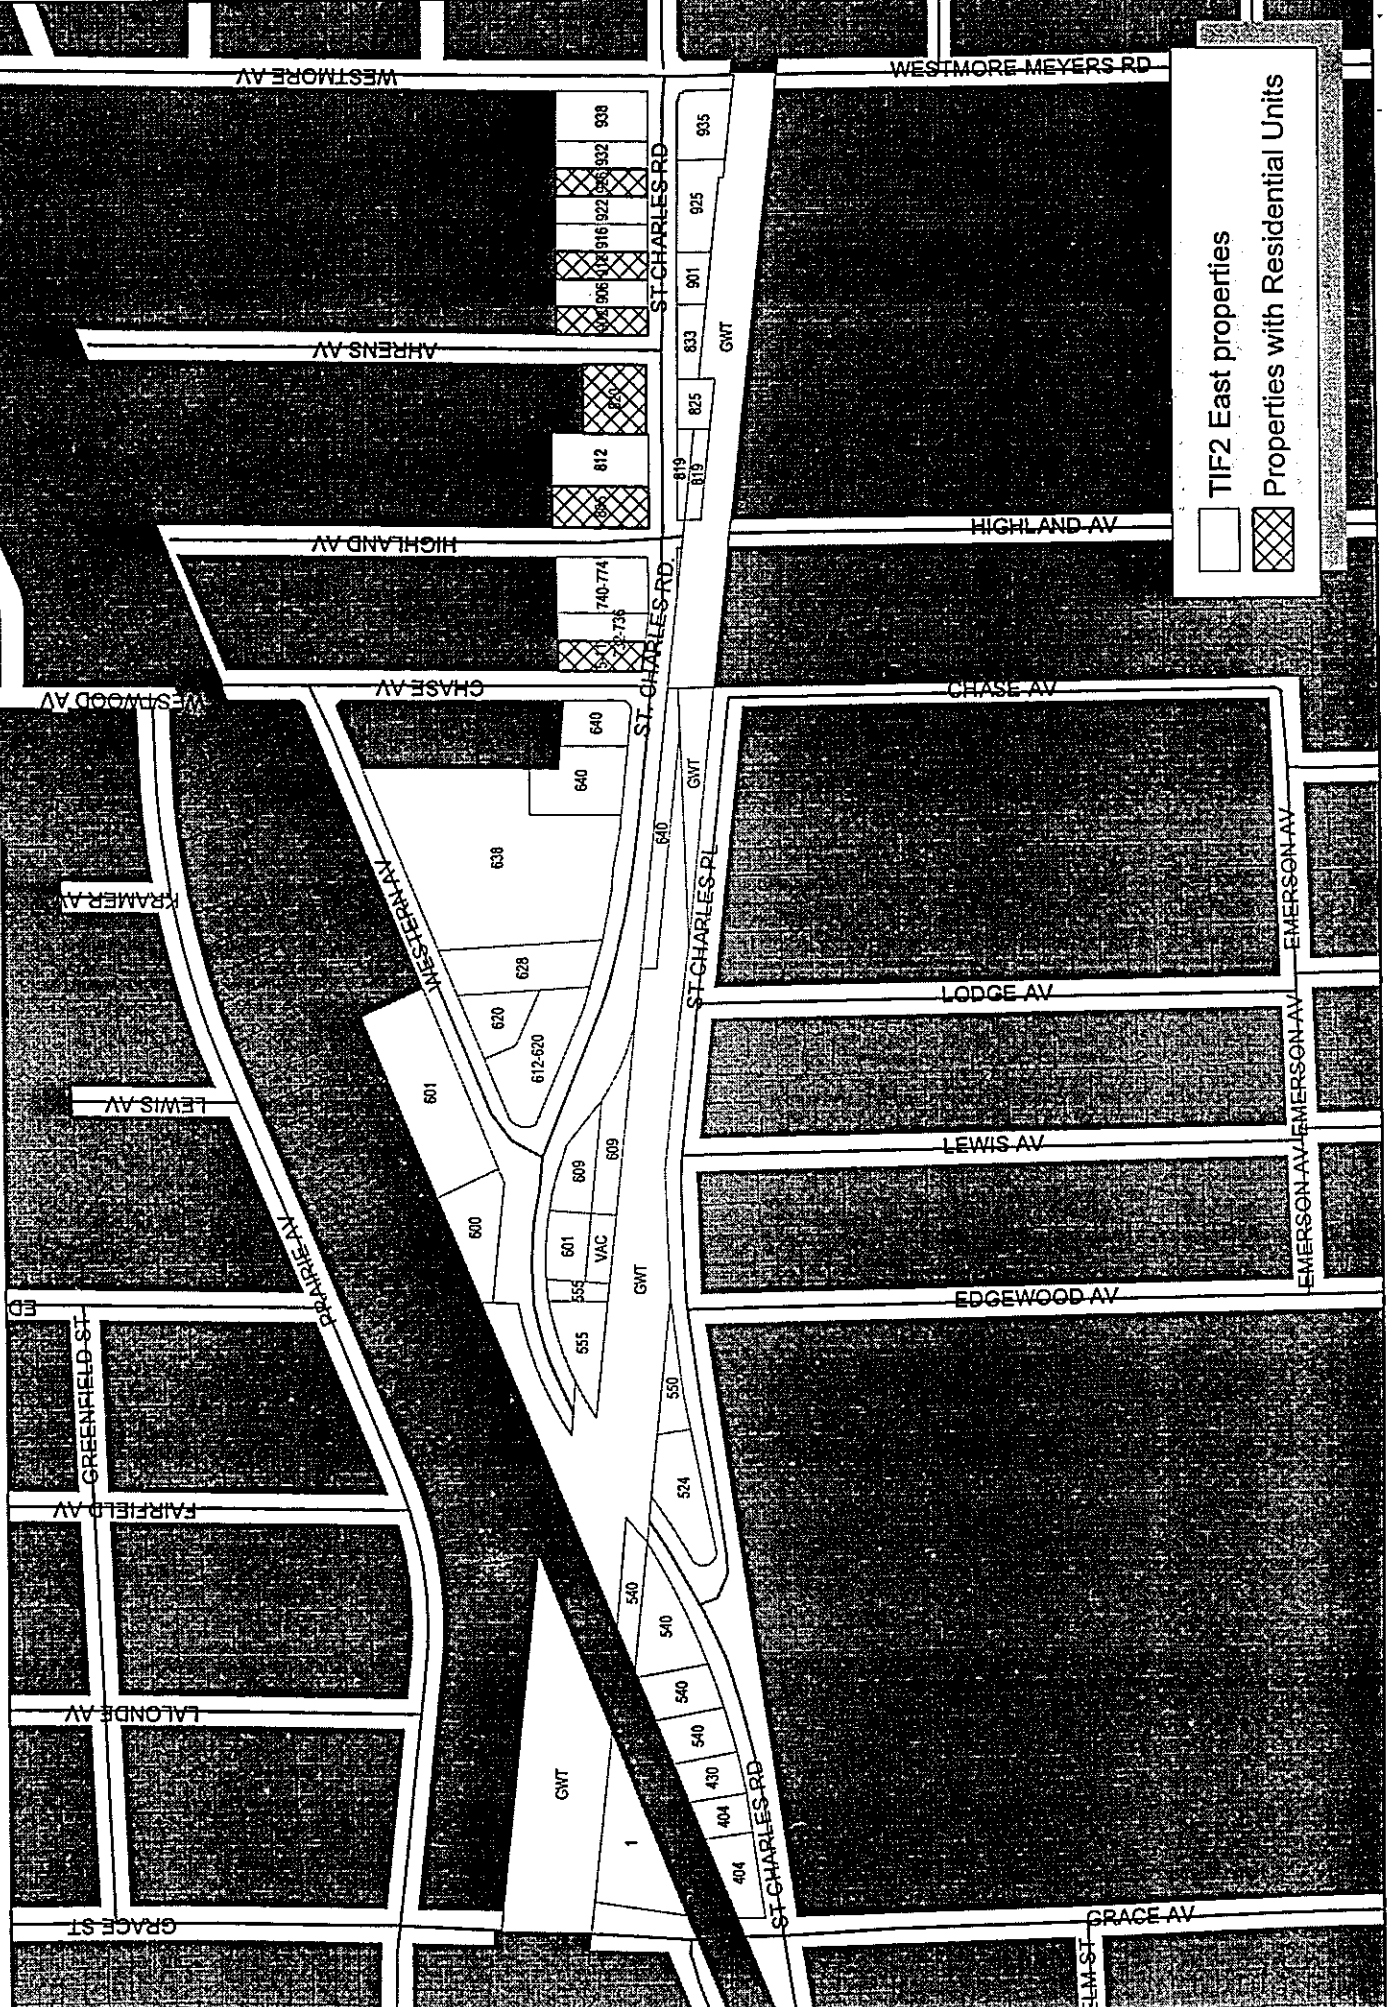 WESTMORE AV
WESTMORE-MEYERS RD
938
932
922
916
906
935
925
901
833
825
819
819
GWT
ST CHARLES RD
AHRENS AV
812
HIGHLAND AV
HIGHLAND AV
740-774
ST. CHARLES RD.
CHASE AV
CHASE AV
WESTWOOD AV
640
640
640
GWT
638
628
620
612-620
WESTERN AV
KRAMER AV
LEWIS AV
ST CHARLES PL
LODGE AV
EMERSON AV
EMERSON AV
EMERSON AV
LEWIS AV
601
600
609
609
601
VAC
555
555
GWT
EDGEWOOD AV
PRAIRIE AV
ED
GREENFIELD ST
FAIRFIELD AV
LALONDE AV
550
524
540
540
540
540
430
404
404
ST CHARLES RD
GWT
1
GRACE ST
GRACE AV
ELM ST
TIF2 East properties
Properties with Residential Units